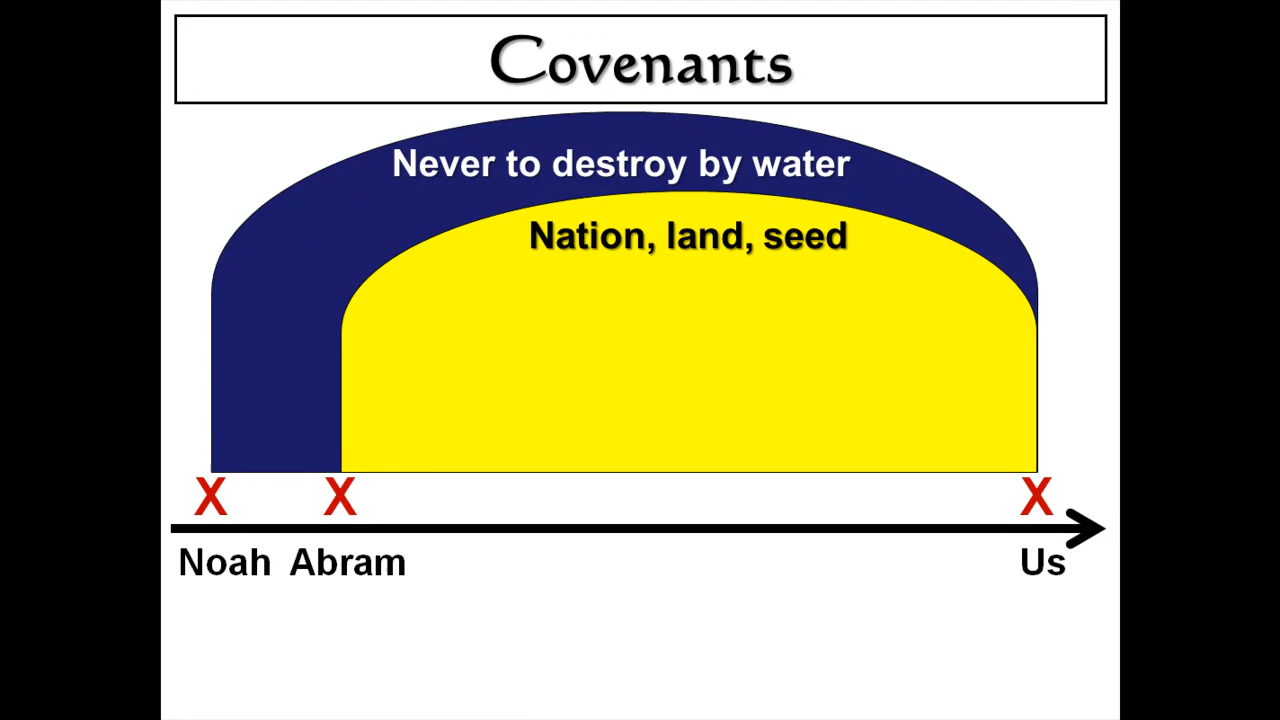 Covenants
Never to destroy by water
Nation, land, seed
X X X
Noah Abram Us